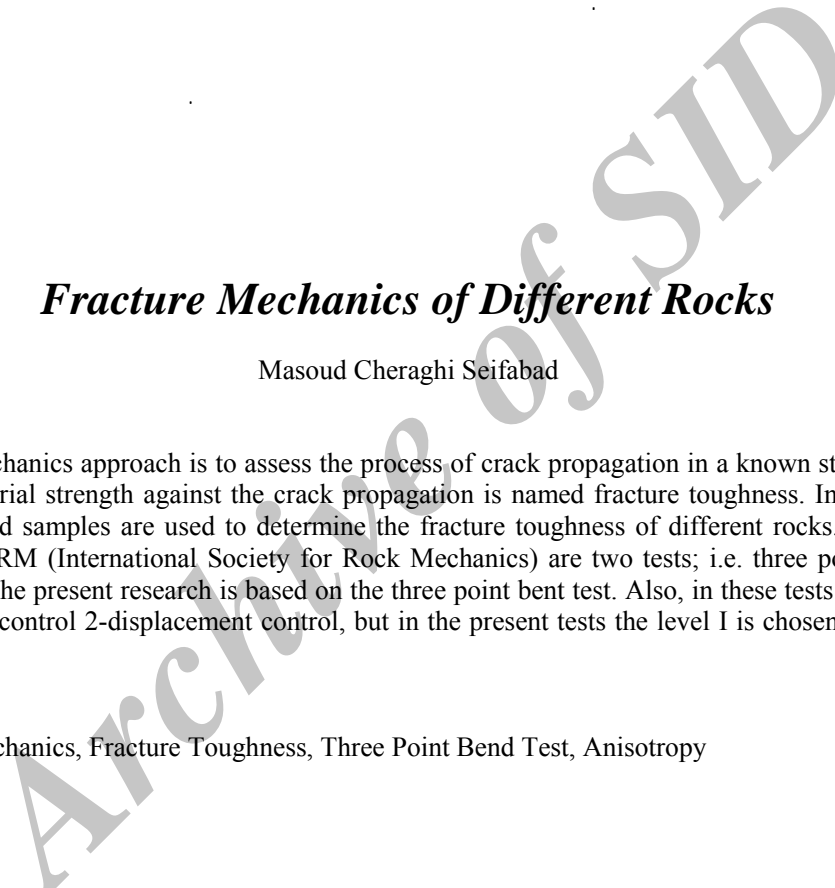 Archive of SID
Fracture Mechanics of Different Rocks
Masoud Cheraghi Seifabad
chanics approach is to assess the process of crack propagation in a known st
rial strength against the crack propagation is named fracture toughness. In
d samples are used to determine the fracture toughness of different rocks.
RM (International Society for Rock Mechanics) are two tests; i.e. three po
he present research is based on the three point bent test. Also, in these tests
control 2-displacement control, but in the present tests the level I is chosen
chanics, Fracture Toughness, Three Point Bend Test, Anisotropy